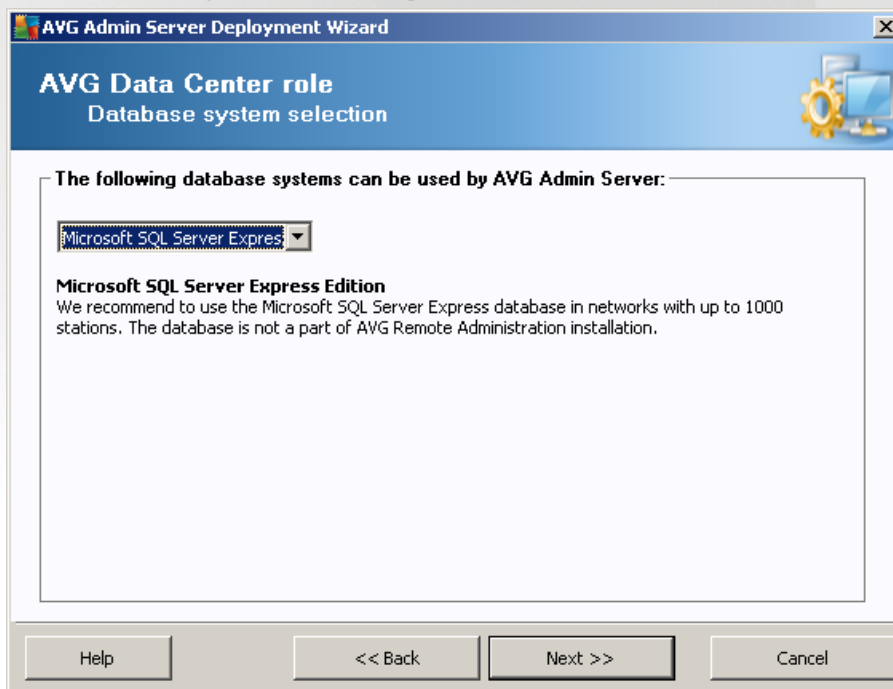 AVG Admin Server Deployment Wizard
AVG Data Center role
Database system selection
The following database systems can be used by AVG Admin Server:
Microsoft SQL Server Expres
Microsoft SQL Server Express Edition
We recommend to use the Microsoft SQL Server Express database in networks with up to 1000
stations. The database is not a part of AVG Remote Administration installation.
Help
<< Back
Next >>
Cancel